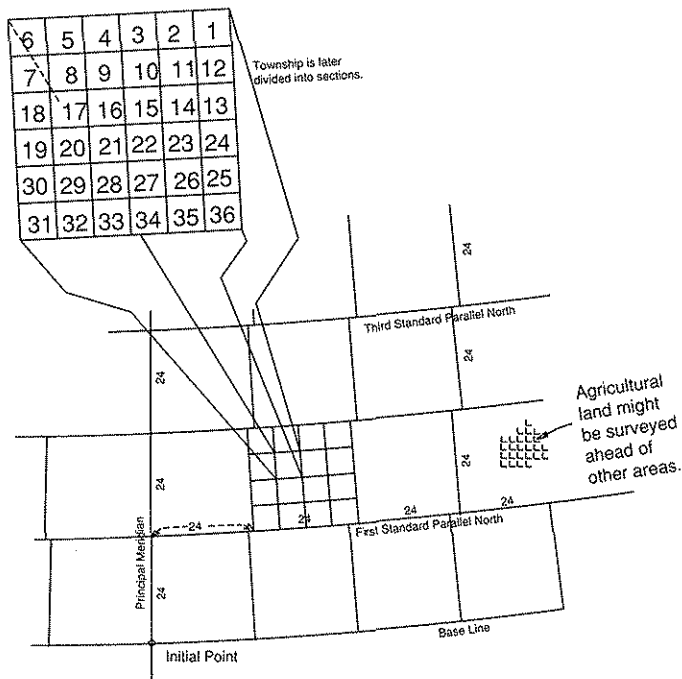 6 5 4 3 2 1
7 8 9 10 11 12
18 17 16 15 14 13
19 20 21 22 23 24
30 29 28 27 26 25
31 32 33 34 35 36
Township is later
divided into sections.
24
Third Standard Parallel North
24
24
Agricultural
land might
be surveyed
ahead of
other areas.
24
24
24
24
24
24
First Standard Parallel North
Principal Meridian
24
Base Line
Initial Point